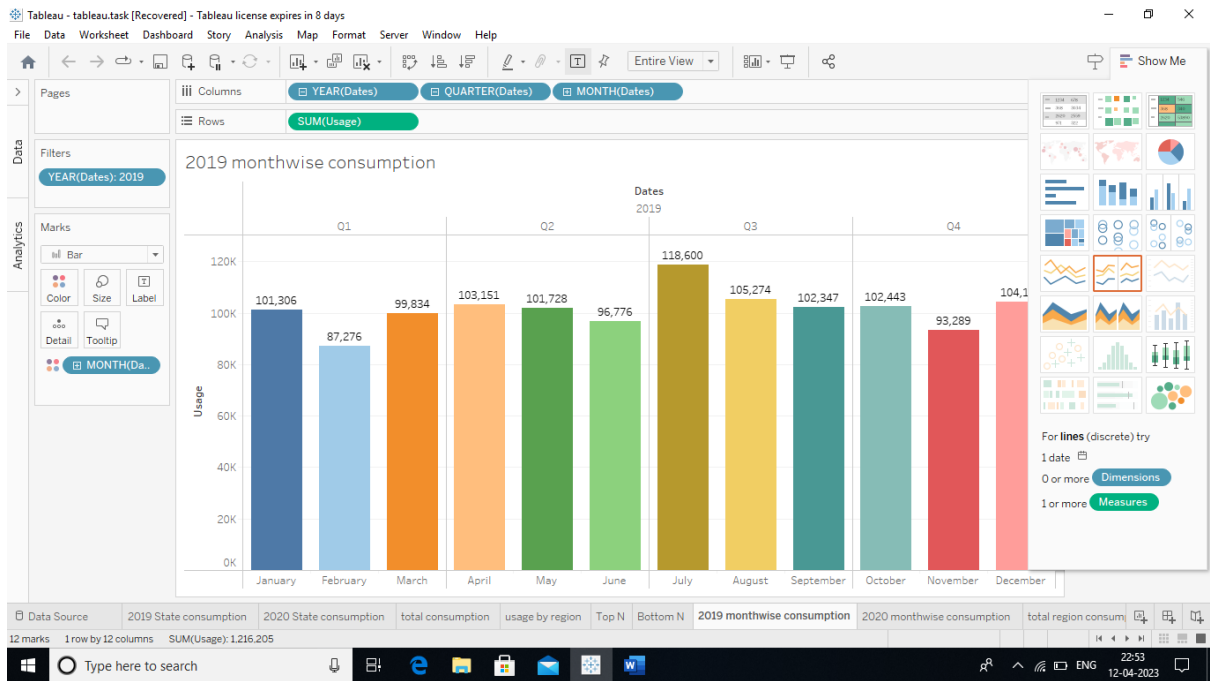 Tableau - tableau.task [Recovered] - Tableau license expires in 8 days
File Data Worksheet Dashboard Story Analysis Map Format Server Window Help
Entire View
Show Me
Pages
iii Columns
YEAR(Dates)
QUARTER(Dates)
MONTH(Dates)
Rows
SUM(Usage)
Data
Analytics
Filters
YEAR(Dates): 2019
Marks
Bar
Color Size Label
Detail Tooltip
MONTH(Da..
2019 monthwise consumption
Dates
2019
Q1 Q2 Q3 Q4
Usage
120K
100K
80K
60K
40K
20K
0K
101,306
87,276
99,834
103,151
101,728
96,776
118,600
105,274
102,347
102,443
93,289
104,1
January February March April May June July August September October November December
For lines (discrete) try
1 date
0 or more Dimensions
1 or more Measures
Data Source 2019 State consumption 2020 State consumption total consumption usage by region Top N Bottom N 2019 monthwise consumption 2020 monthwise consumption total region consum
12 marks 1 row by 12 columns SUM(Usage): 1,216,205
Type here to search
ENG
22:53
12-04-2023